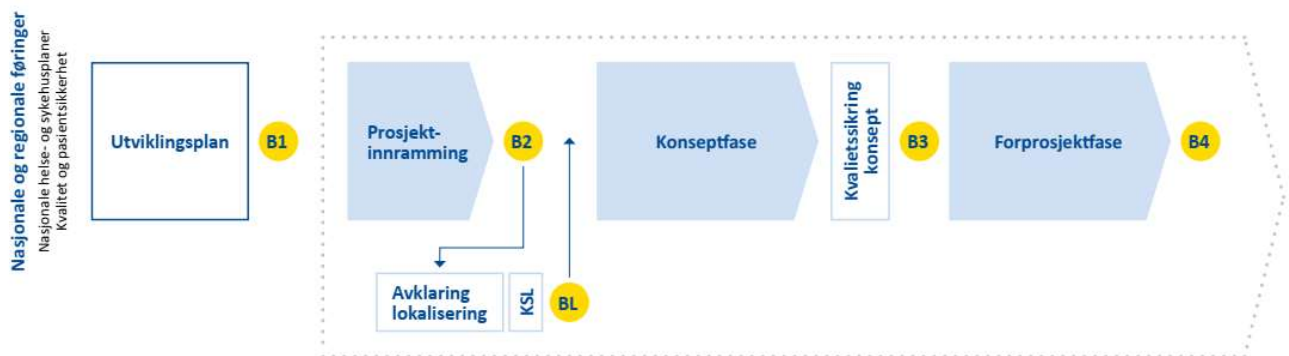 Nasjonale og regionale føringer
Nasjonale helse- og sykehusplaner
Kvalitet og pasientsikkerhet
Utviklingsplan
B1
Prosjekt-
innramming
B2
Konseptfase
Kvalietssikring
konsept
B3
Forprosjektfase
B4
Avklaring
lokalisering
KSL
BL